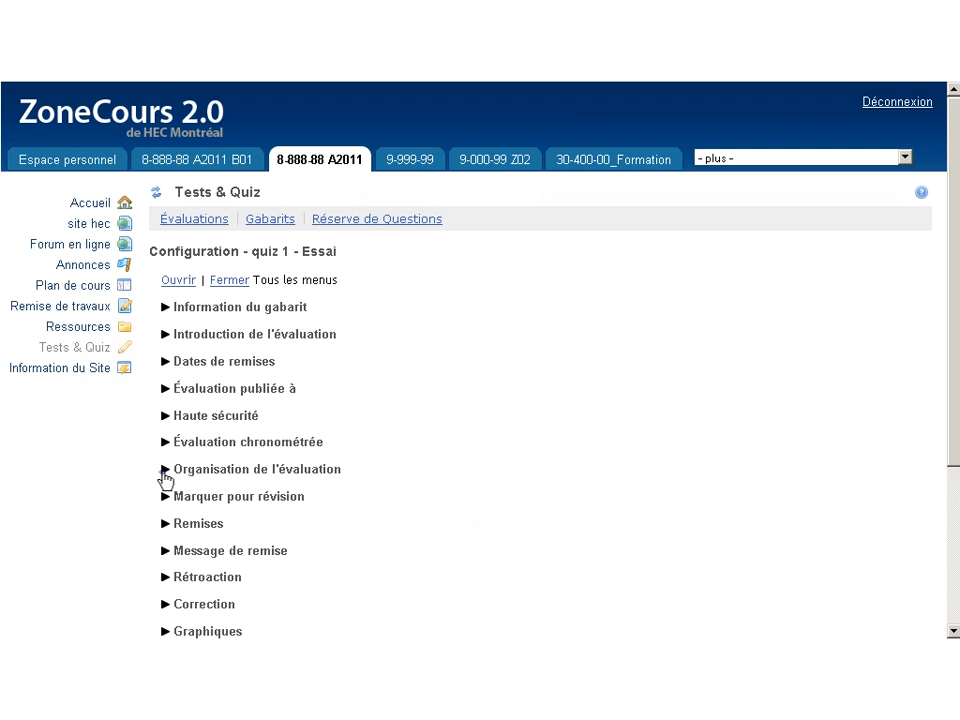 ZoneCours 2.0
de HEC Montréal
Déconnexion
Espace personnel
8-888-88 A2011 B01
8-888-88 A2011
9-999-99
9-000-99 Z02
30-400-00_Formation
- plus -
Accueil
site hec
Forum en ligne
Annonces
Plan de cours
Remise de travaux
Ressources
Tests & Quiz
Information du Site
Tests & Quiz
Évaluations | Gabarits | Réserve de Questions
Configuration - quiz 1 - Essai
Ouvrir | Fermer Tous les menus
Information du gabarit
Introduction de l'évaluation
Dates de remises
Évaluation publiée à
Haute sécurité
Évaluation chronométrée
Organisation de l'évaluation
Marquer pour révision
Remises
Message de remise
Rétroaction
Correction
Graphiques